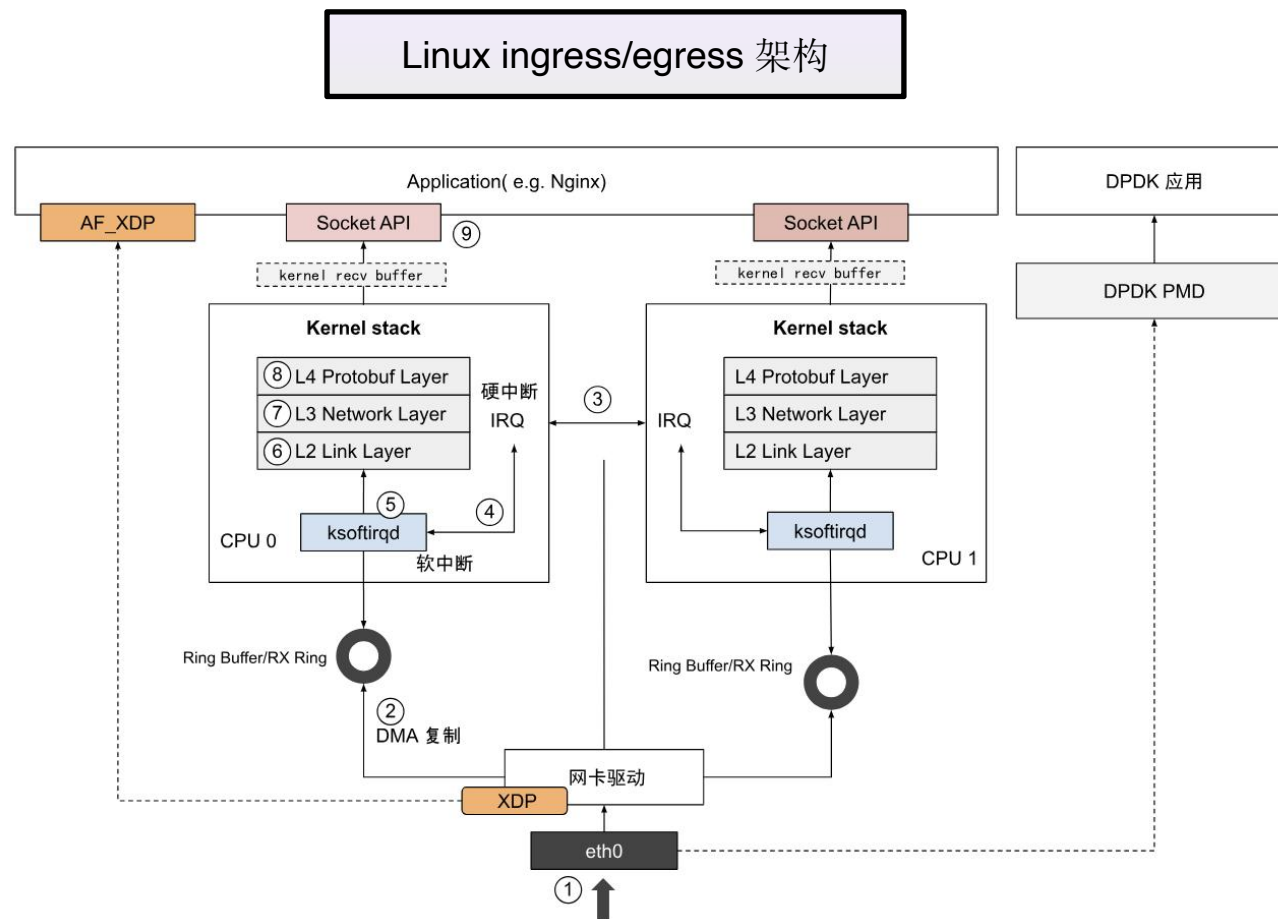 Linux ingress/egress 架构
Application( e.g. Nginx)
DPDK 应用
AF_XDP
Socket API
⑨
Socket API
kernel recv buffer
kernel recv buffer
DPDK PMD
Kernel stack
Kernel stack
⑧ L4 Protobuf Layer
硬中断
③
L4 Protobuf Layer
⑦ L3 Network Layer
IRQ
IRQ
L3 Network Layer
⑥ L2 Link Layer
L2 Link Layer
⑤
④
ksoftirqd
ksoftirqd
CPU 0
软中断
CPU 1
Ring Buffer/RX Ring
Ring Buffer/RX Ring
②
DMA 复制
网卡驱动
XDP
eth0
①